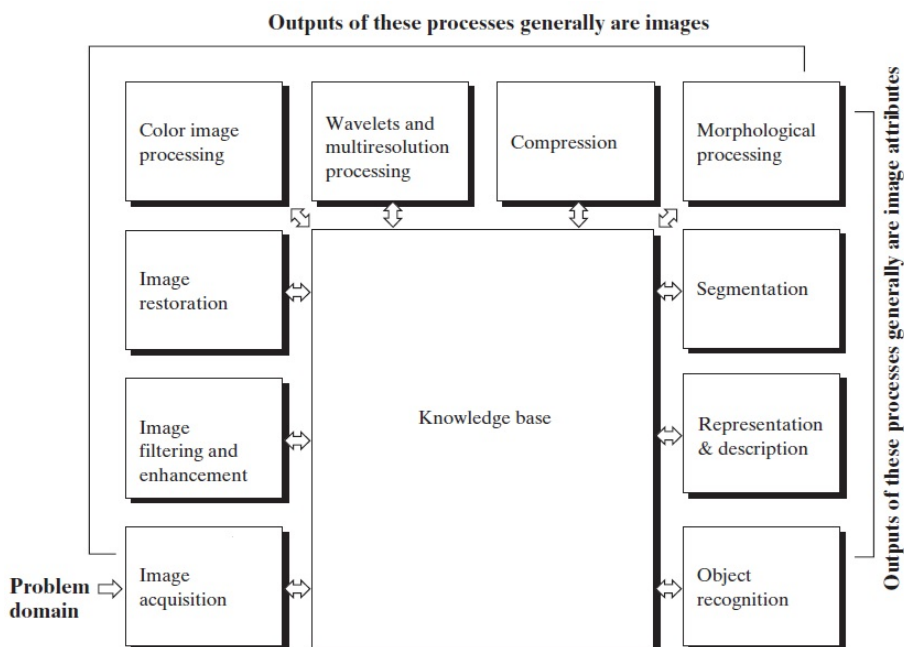 Outputs of these processes generally are images
Color image
processing
Wavelets and
multiresolution
processing
Compression
Morphological
processing
Image
restoration
Segmentation
Image
filtering and
enhancement
Knowledge base
Representation
& description
Problem
domain
Image
acquisition
Object
recognition
Outputs of these processes generally are image attributes